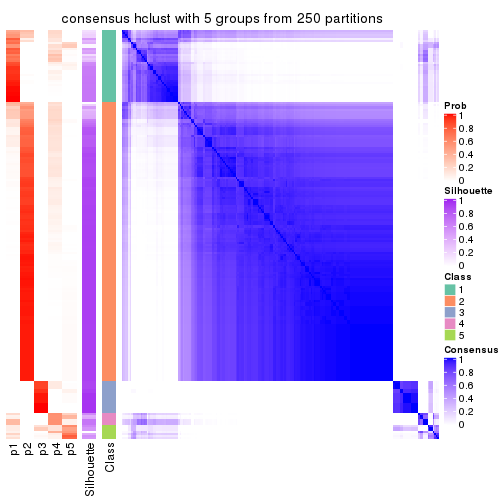 consensus hclust with 5 groups from 250 partitions
Prob
1
0.8
0.6
0.4
0.2
0
Silhouette
1
0.8
0.6
0.4
0.2
0
Class
1
2
3
4
5
Consensus
1
0.8
0.6
0.4
0.2
0
p1
p2
p3
p4
p5
Silhouette
Class